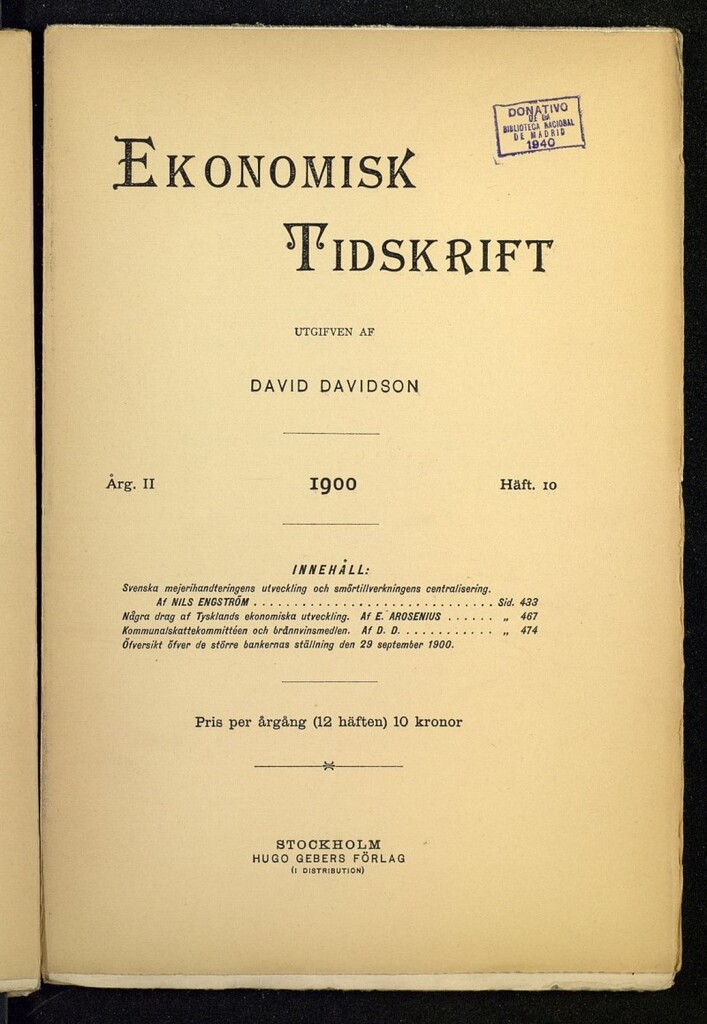 DONATIVO
DE LA
BIBLIOTECA NACIONAL
DE MADRID
1940
EKONOMISK
TIDSKRIFT
UTGIFVEN AF
DAVID DAVIDSON
Årg. II 1900 Häft. 10
INNEHÅLL:
Svenska mejerihandteringens utveckling och smörtillverkningens centralisering.
Af NILS ENGSTRÖM . . . . . . . . . . . . . . . . . . . . . . . . . . . . . . . . Sid. 433
Några drag af Tysklands ekonomiska utveckling. Af E. AROSENIUS . . . . . . „ 467
Kommunalskattekommittéen och brännvinsmedlen. Af D. D. . . . . . . . . . . . . „ 474
Öfversikt öfver de större bankernas ställning den 29 september 1900.
Pris per årgång (12 häften) 10 kronor
STOCKHOLM
HUGO GEBERS FÖRLAG
(I DISTRIBUTION)